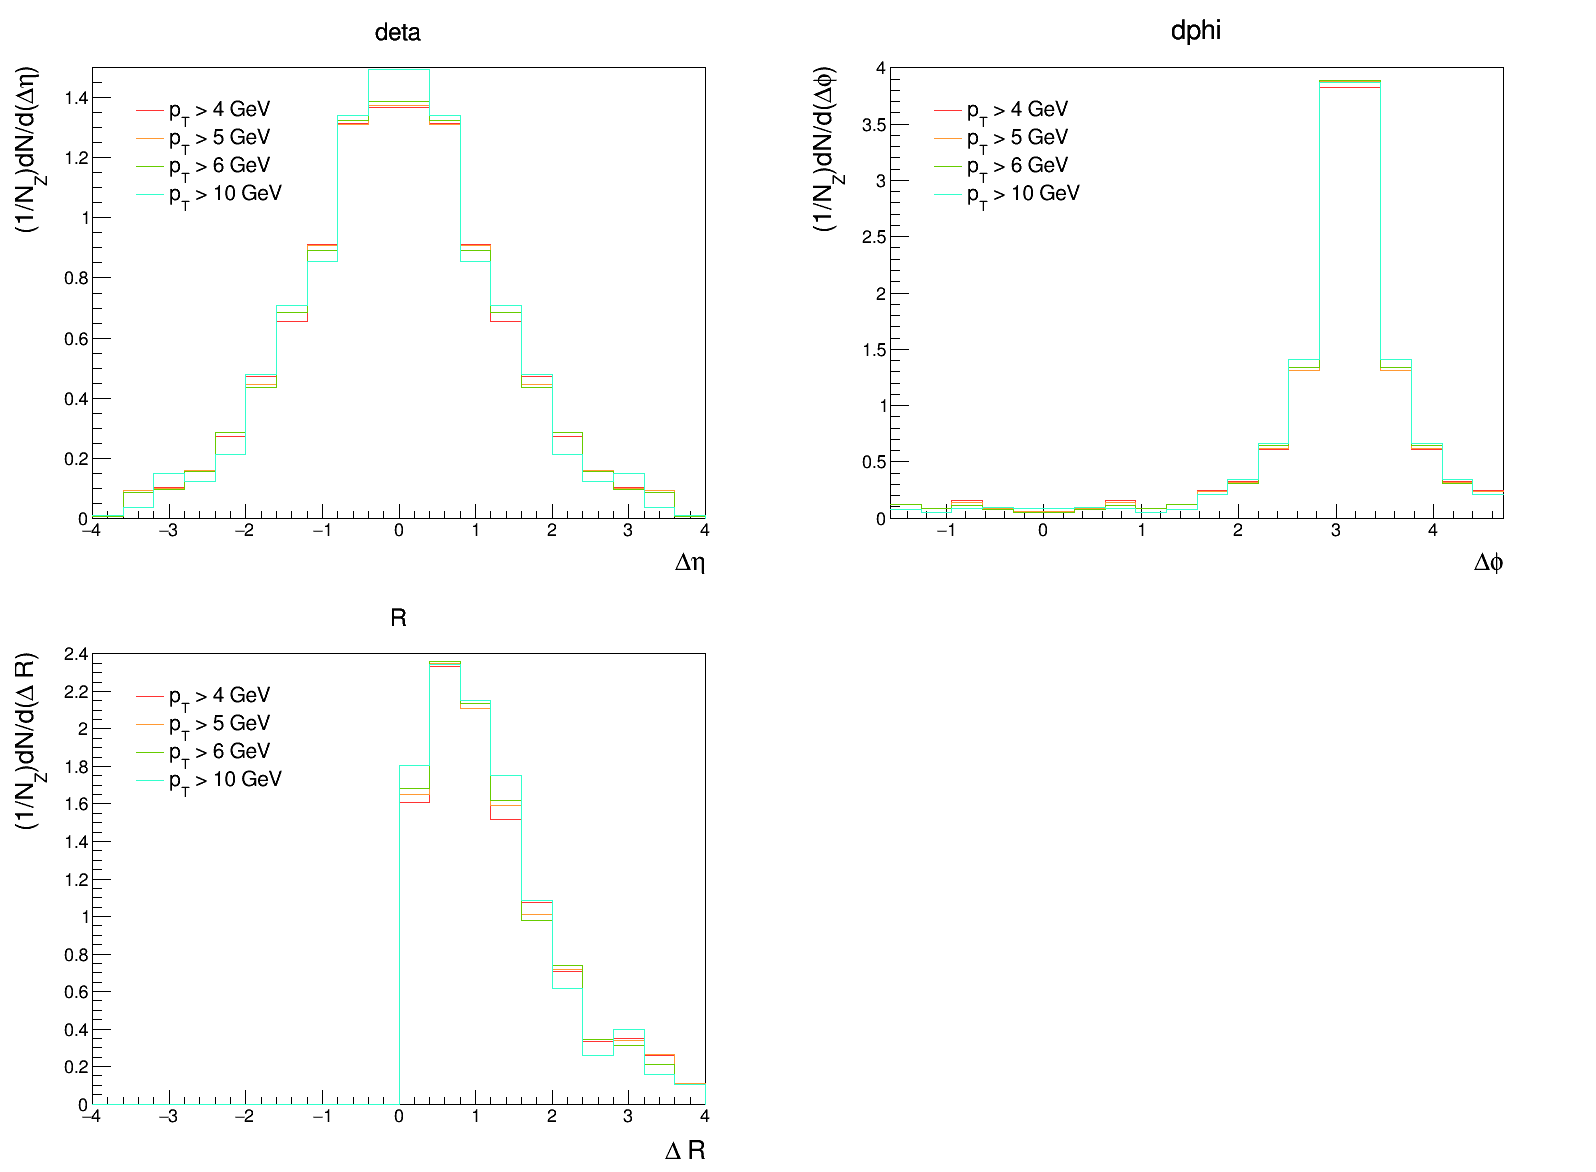 deta
(1/N_Z)dN/d(Δη)
p_T > 4 GeV
p_T > 5 GeV
p_T > 6 GeV
p_T > 10 GeV
1.4
1.2
1
0.8
0.6
0.4
0.2
0
−4 −3 −2 −1 0 1 2 3 4
Δη
dphi
(1/N_Z)dN/d(Δϕ)
p_T > 4 GeV
p_T > 5 GeV
p_T > 6 GeV
p_T > 10 GeV
4
3.5
3
2.5
2
1.5
1
0.5
0
−1 0 1 2 3 4
Δϕ
R
(1/N_Z)dN/d(Δ R)
p_T > 4 GeV
p_T > 5 GeV
p_T > 6 GeV
p_T > 10 GeV
2.4
2.2
2
1.8
1.6
1.4
1.2
1
0.8
0.6
0.4
0.2
0
−4 −3 −2 −1 0 1 2 3 4
Δ R